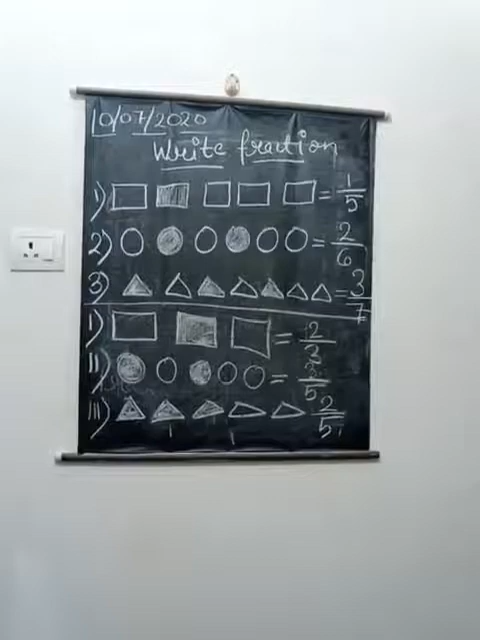 10/07/2020
Write fraction
1) = 1/5
2) = 2/6
3) = 3/7
i) = 2/3
ii) = 3/5
iii) 2/5